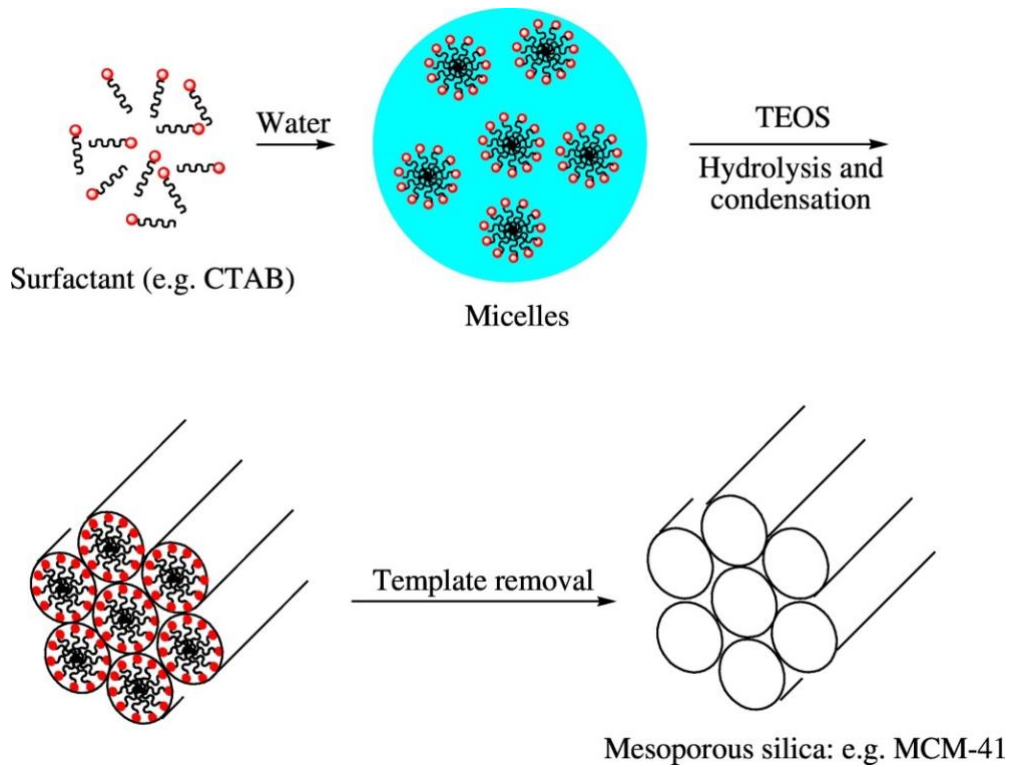 Water
TEOS
Hydrolysis and
condensation
Surfactant (e.g. CTAB)
Micelles
Template removal
Mesoporous silica: e.g. MCM-41